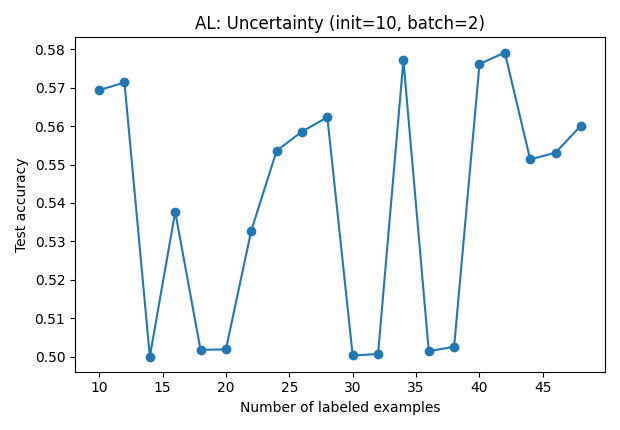 AL: Uncertainty (init=10, batch=2)
0.58
0.57
0.56
0.55
0.54
0.53
0.52
0.51
0.50
Test accuracy
10 15 20 25 30 35 40 45
Number of labeled examples